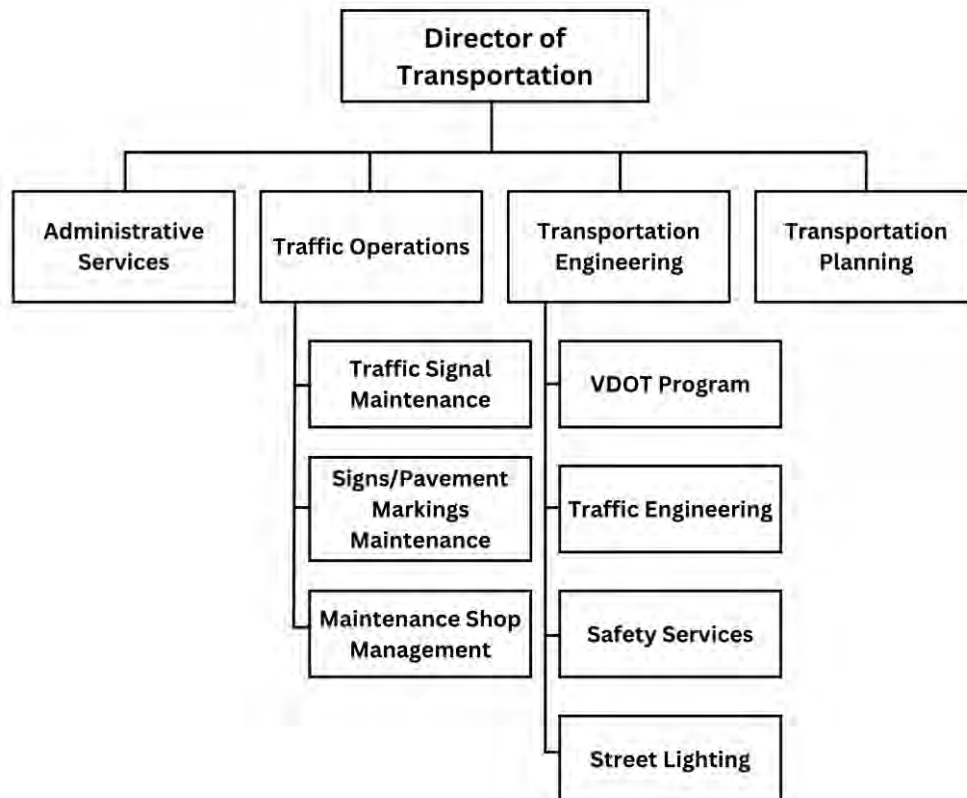 Director of
Transportation
Administrative
Services
Traffic Operations
Transportation
Engineering
Transportation
Planning
Traffic Signal
Maintenance
Signs/Pavement
Markings
Maintenance
Maintenance Shop
Management
VDOT Program
Traffic Engineering
Safety Services
Street Lighting